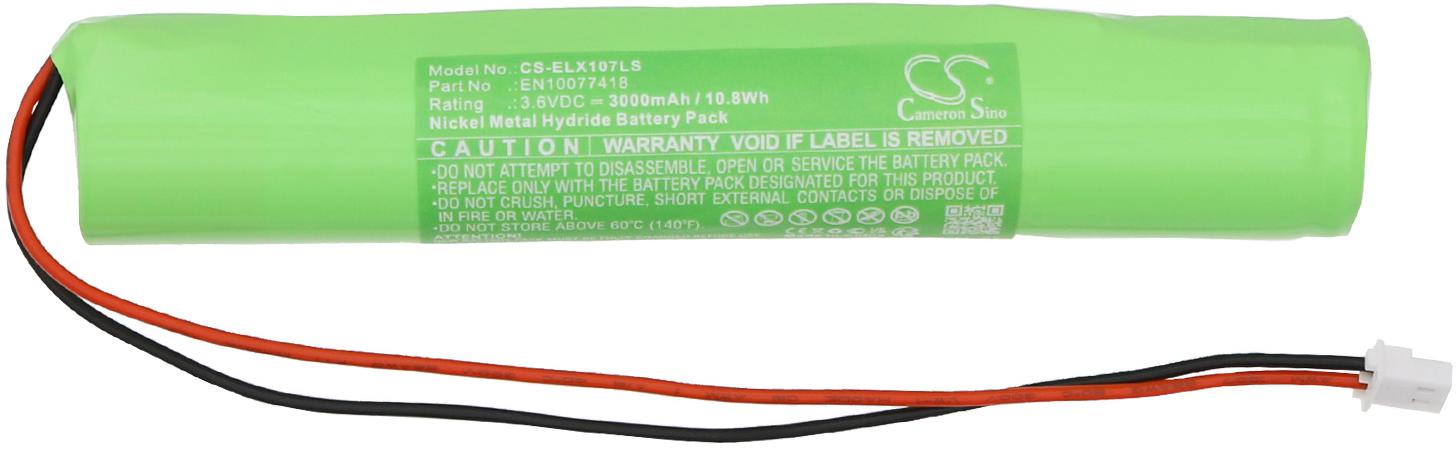 Model No.:CS-ELX107LS
Part No .:EN10077418
Rating .:3.6VDC = 3000mAh / 10.8Wh
Nickel Metal Hydride Battery Pack
CS
Cameron Sino
CAUTION WARRANTY VOID IF LABEL IS REMOVED
•DO NOT ATTEMPT TO DISASSEMBLE, OPEN OR SERVICE THE BATTERY PACK.
•REPLACE ONLY WITH THE BATTERY PACK DESIGNATED FOR THIS PRODUCT.
•DO NOT CRUSH, PUNCTURE, SHORT EXTERNAL CONTACTS OR DISPOSE OF
IN FIRE OR WATER.
•DO NOT STORE ABOVE 60°C (140°F).
ATTENTION!